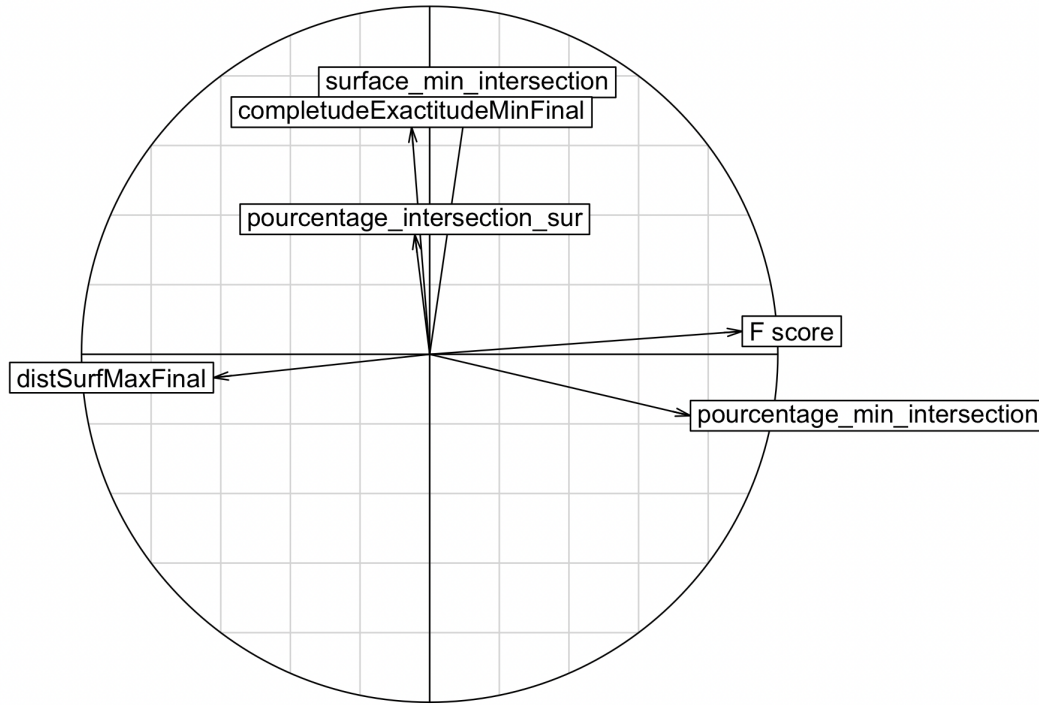 surface_min_intersection
completudeExactitudeMinFinal
pourcentage_intersection_sur
F score
distSurfMaxFinal
pourcentage_min_intersection